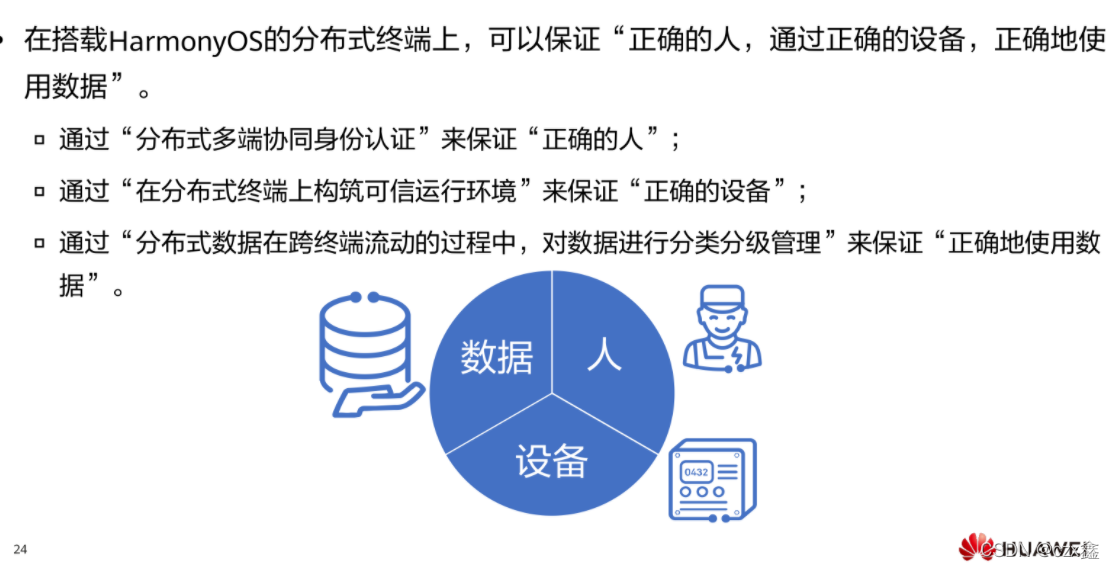 • 在搭载HarmonyOS的分布式终端上，可以保证“正确的人，通过正确的设备，正确地使
用数据”。
▫ 通过“分布式多端协同身份认证”来保证“正确的人”；
▫ 通过“在分布式终端上构筑可信运行环境”来保证“正确的设备”；
▫ 通过“分布式数据在跨终端流动的过程中，对数据进行分类分级管理”来保证“正确地使用数
据”。
数据
人
设备
0432
24
HUAWEI